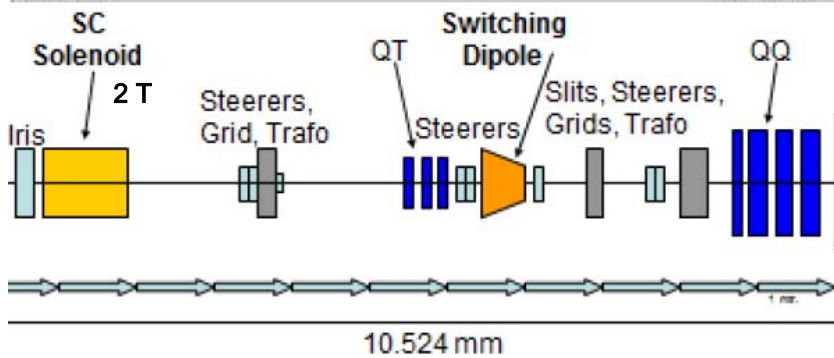 SC
Solenoid
2 T
Switching
Dipole
QT
QQ
Iris
Steerers,
Grid, Trafo
Steerers
Slits, Steerers,
Grids, Trafo
10.524 mm